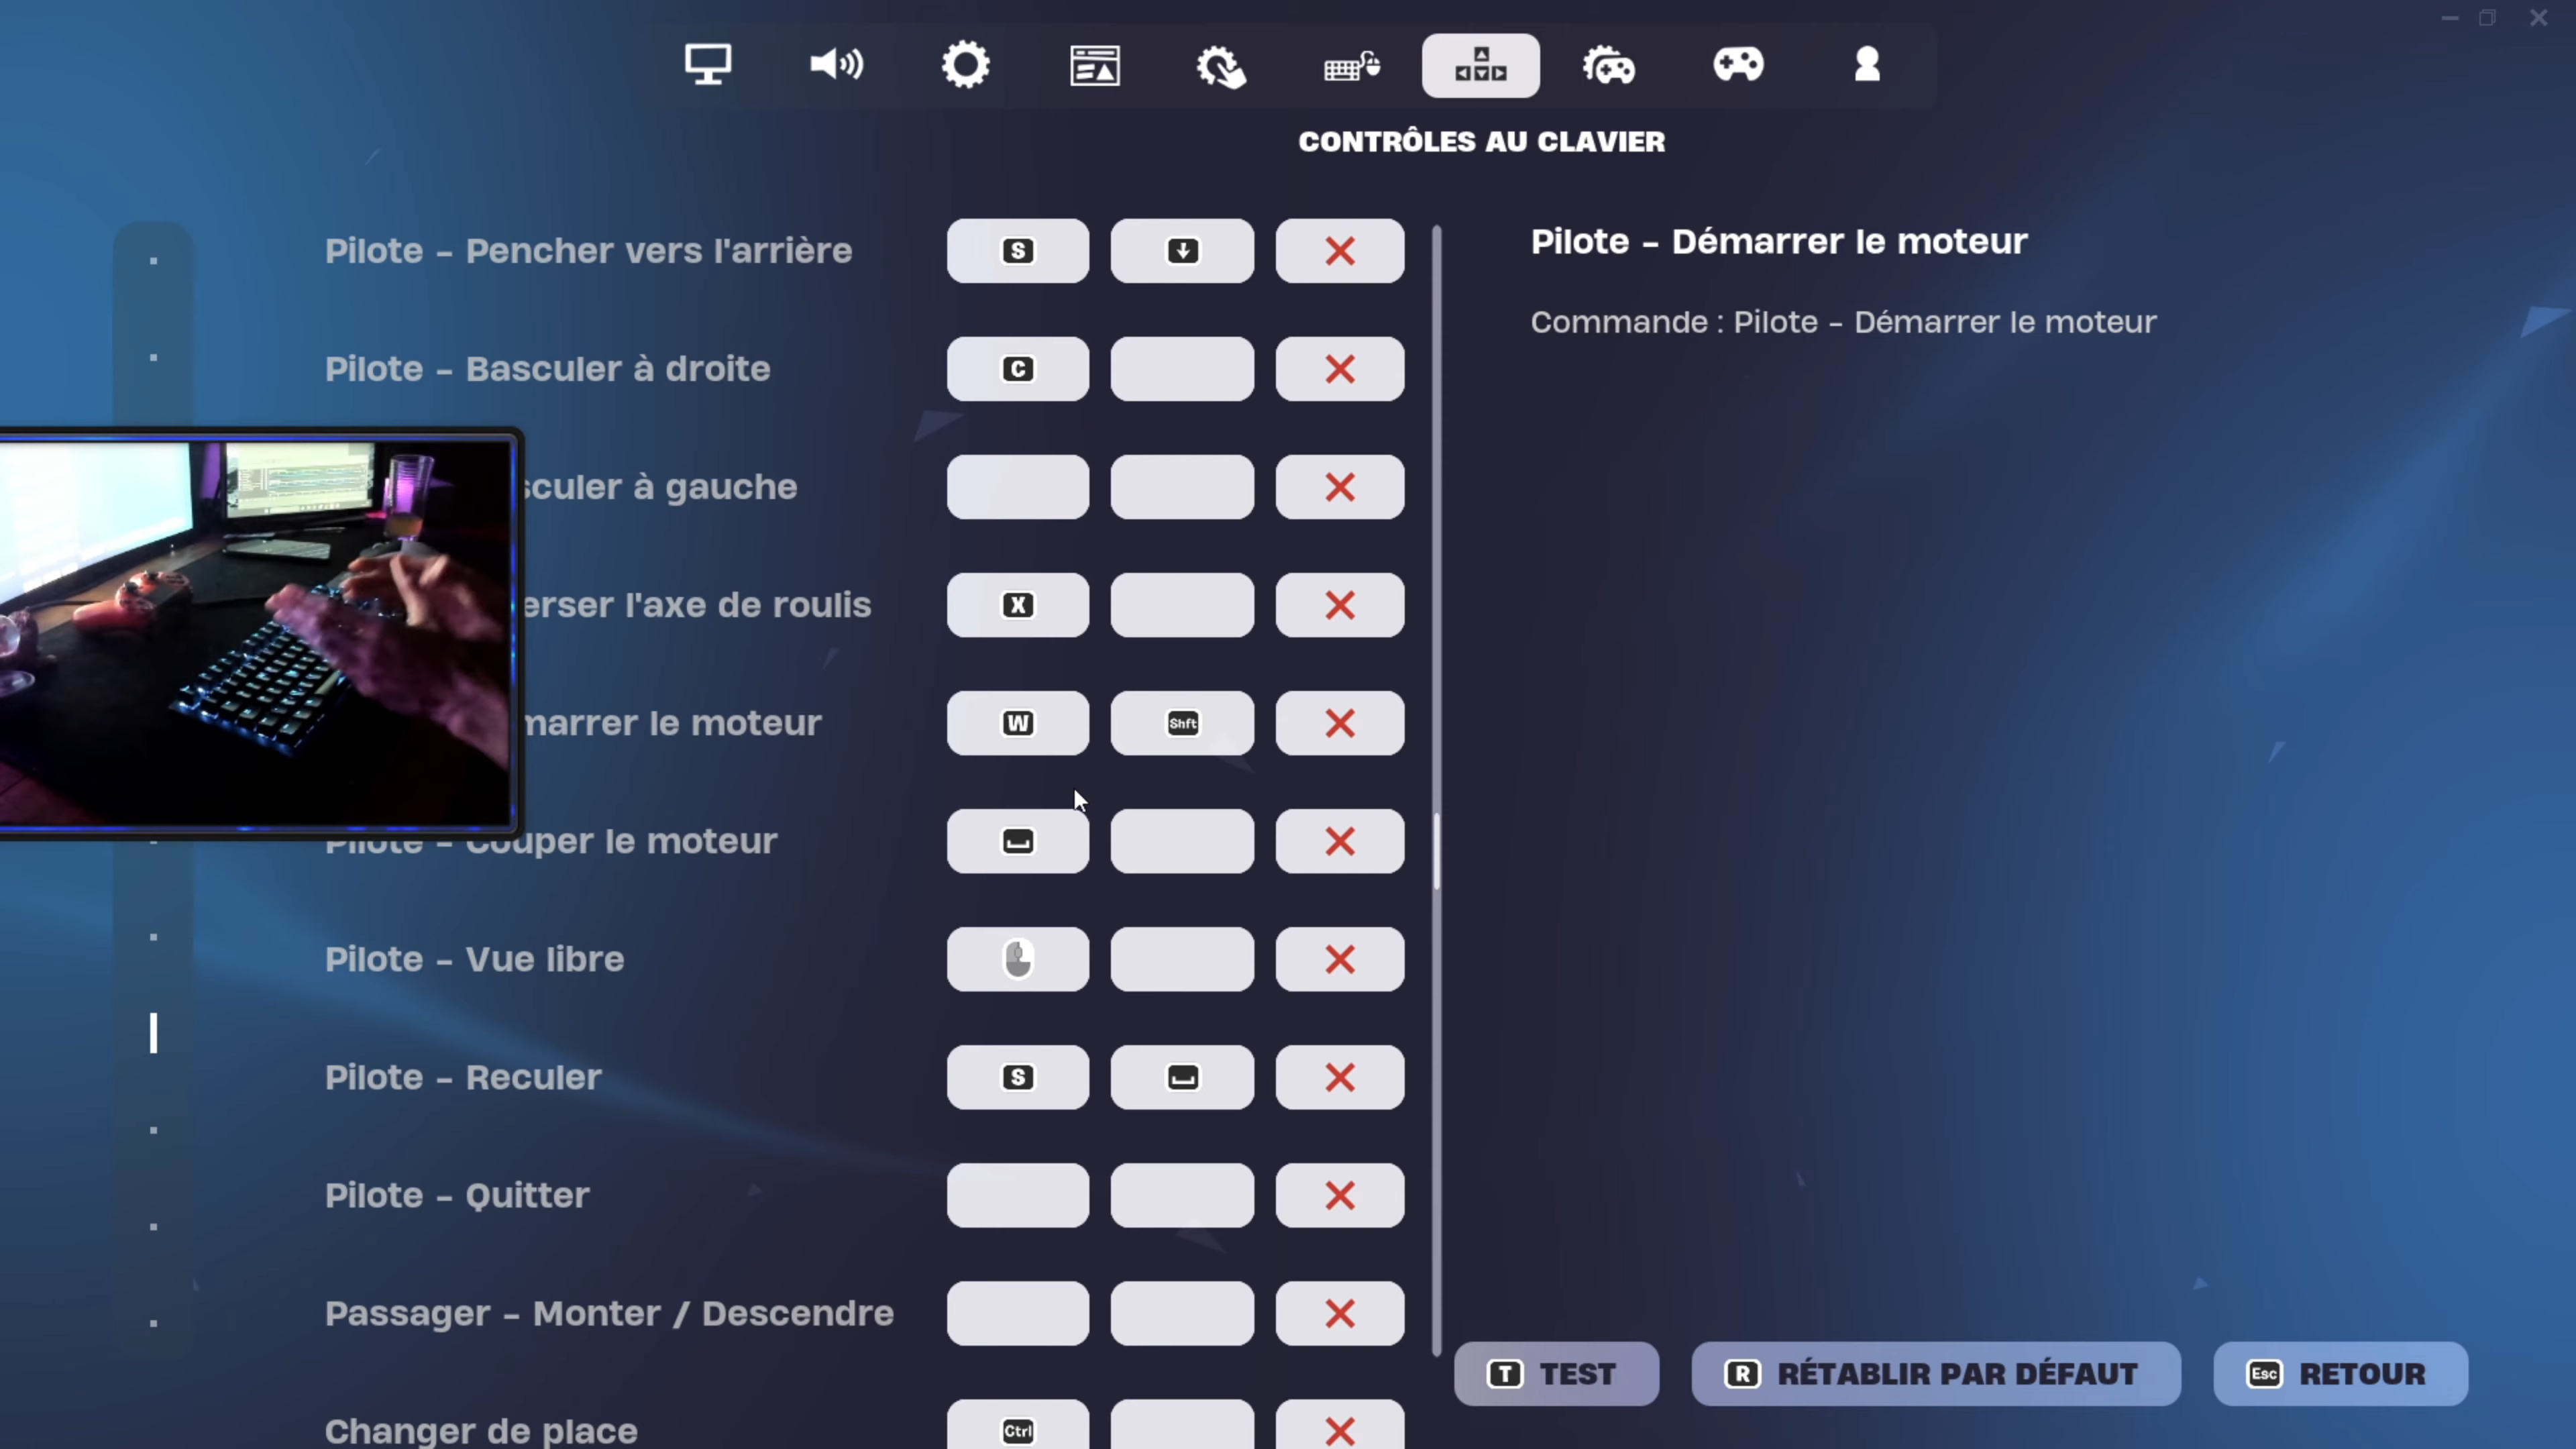 CONTRÔLES AU CLAVIER
Pilote - Pencher vers l'arrière S
Pilote - Basculer à droite C
sculer à gauche
erser l'axe de roulis X
marrer le moteur W Shft
Pilote - Couper le moteur
Pilote - Vue libre
Pilote - Reculer S
Pilote - Quitter
Passager - Monter / Descendre
Changer de place Ctrl
Pilote - Démarrer le moteur
Commande : Pilote - Démarrer le moteur
T TEST
R RÉTABLIR PAR DÉFAUT
Esc RETOUR